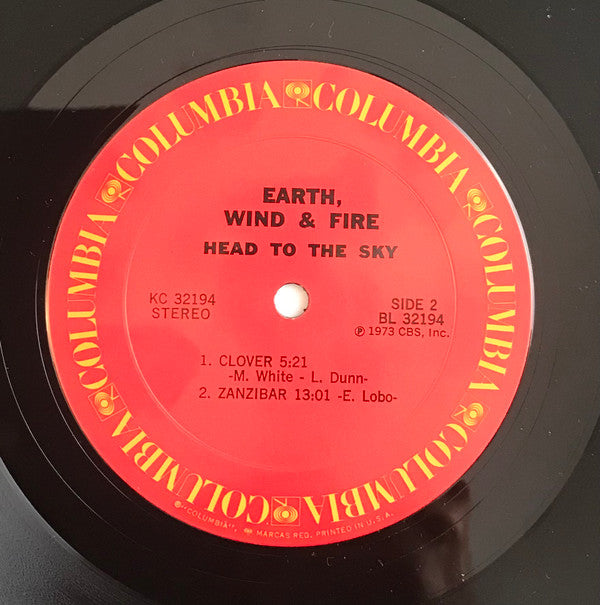 COLUMBIA COLUMBIA COLUMBIA COLUMBIA COLUMBIA COLUMBIA COLUMBIA
EARTH,
WIND & FIRE
HEAD TO THE SKY
KC 32194
STEREO
SIDE 2
BL 32194
℗ 1973 CBS, Inc.
1. CLOVER 5:21
-M. White - L. Dunn-
2. ZANZIBAR 13:01 -E. Lobo-
®"COLUMBIA", MARCAS REG. PRINTED IN U.S.A.